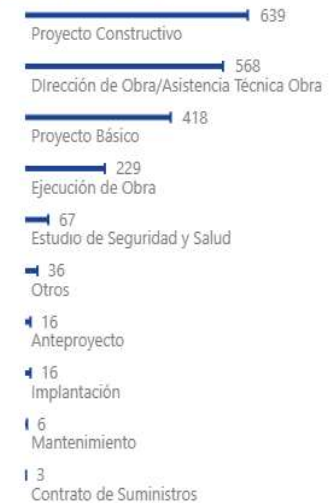 639
Proyecto Constructivo
568
DIrección de Obra/Asistencia Técnica Obra
418
Proyecto Básico
229
Ejecución de Obra
67
Estudio de Seguridad y Salud
36
Otros
16
Anteproyecto
16
Implantación
6
Mantenimiento
3
Contrato de Suministros